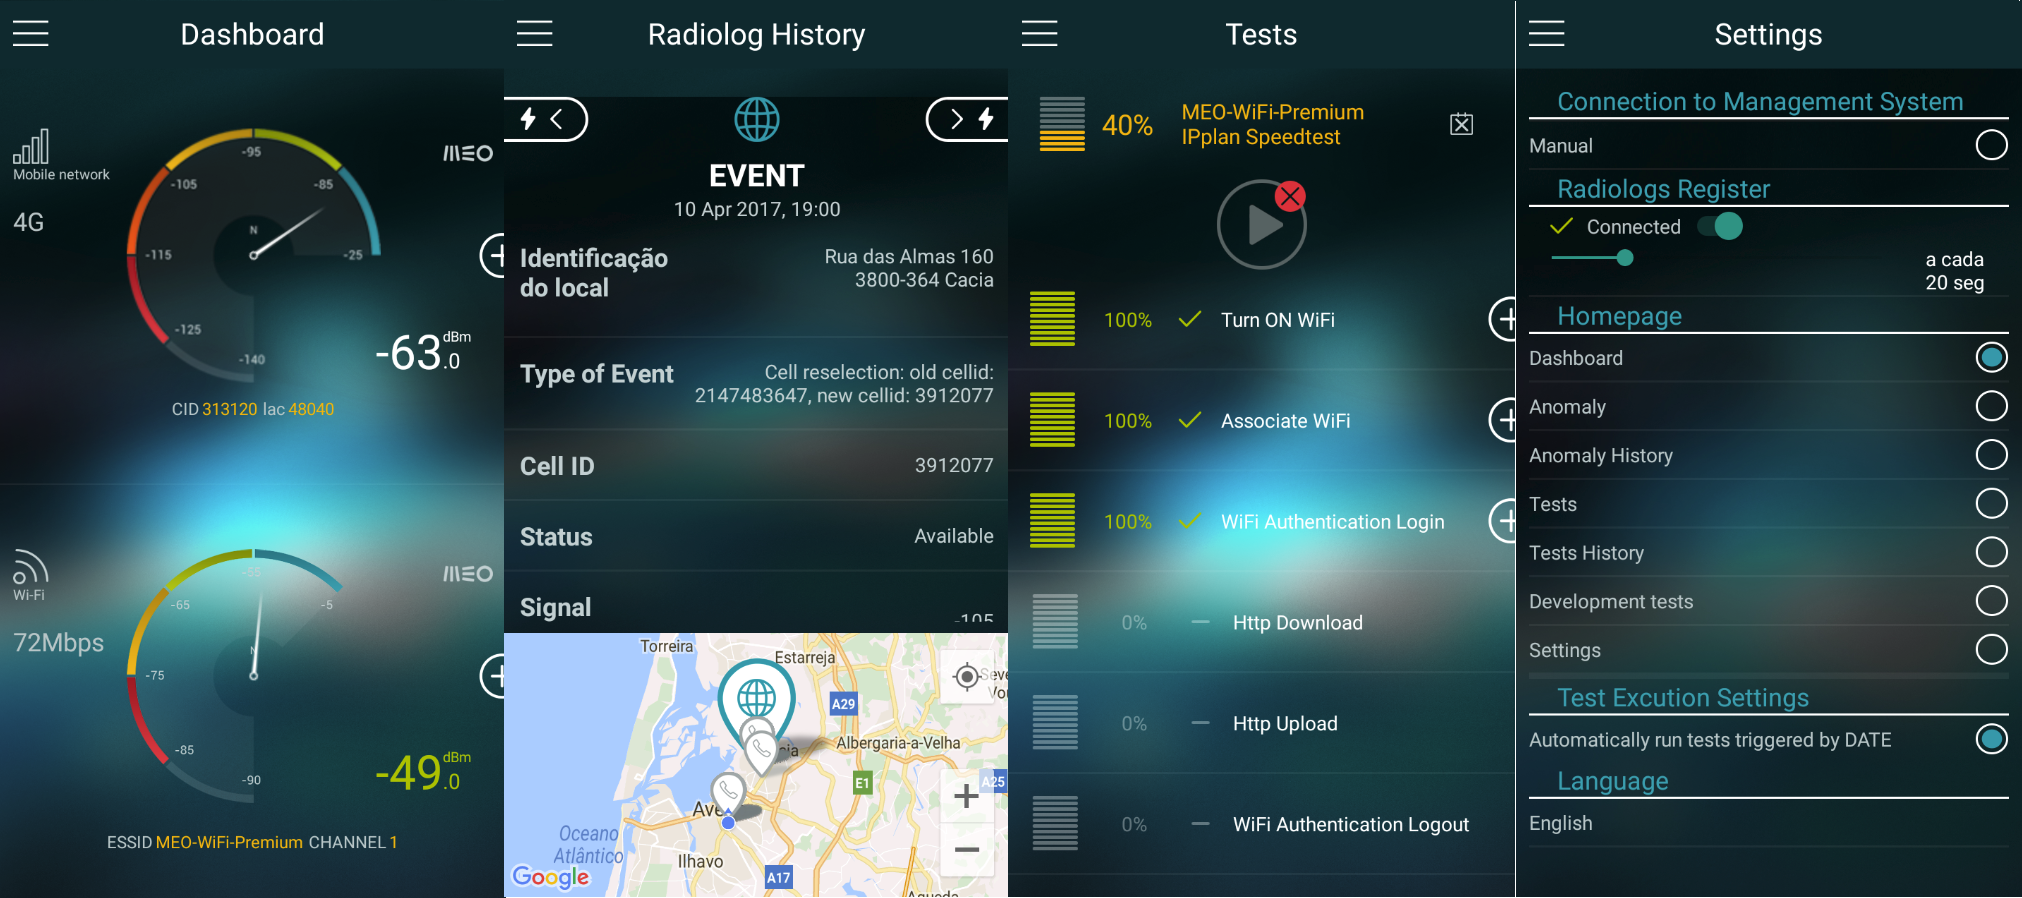 Dashboard
Mobile network
4G
MEO
-95
-105
-85
N
-115
-25
-125
-140
-63.0 dBm
CID 313120 lac 48040
Wi-Fi
72Mbps
MEO
-55
-65
-5
N
-75
-85
-90
-49.0 dBm
ESSID MEO-WiFi-Premium CHANNEL 1
Radiolog History
EVENT
10 Apr 2017, 19:00
Identificação
do local
Rua das Almas 160
3800-364 Cacia
Type of Event
Cell reselection: old cellid:
2147483647, new cellid: 3912077
Cell ID
3912077
Status
Available
Signal
-105
Torreira
Estarreja
A29
Albergaria-a-Velha
E1
A25
Oceano
Atlântico
Ilhavo
A17
Google
Tests
40%
MEO-WiFi-Premium
IPplan Speedtest
100% Turn ON WiFi
100% Associate WiFi
100% WiFi Authentication Login
0% Http Download
0% Http Upload
0% WiFi Authentication Logout
Settings
Connection to Management System
Manual
Radiologs Register
Connected
a cada
20 seg
Homepage
Dashboard
Anomaly
Anomaly History
Tests
Tests History
Development tests
Settings
Test Excution Settings
Automatically run tests triggered by DATE
Language
English